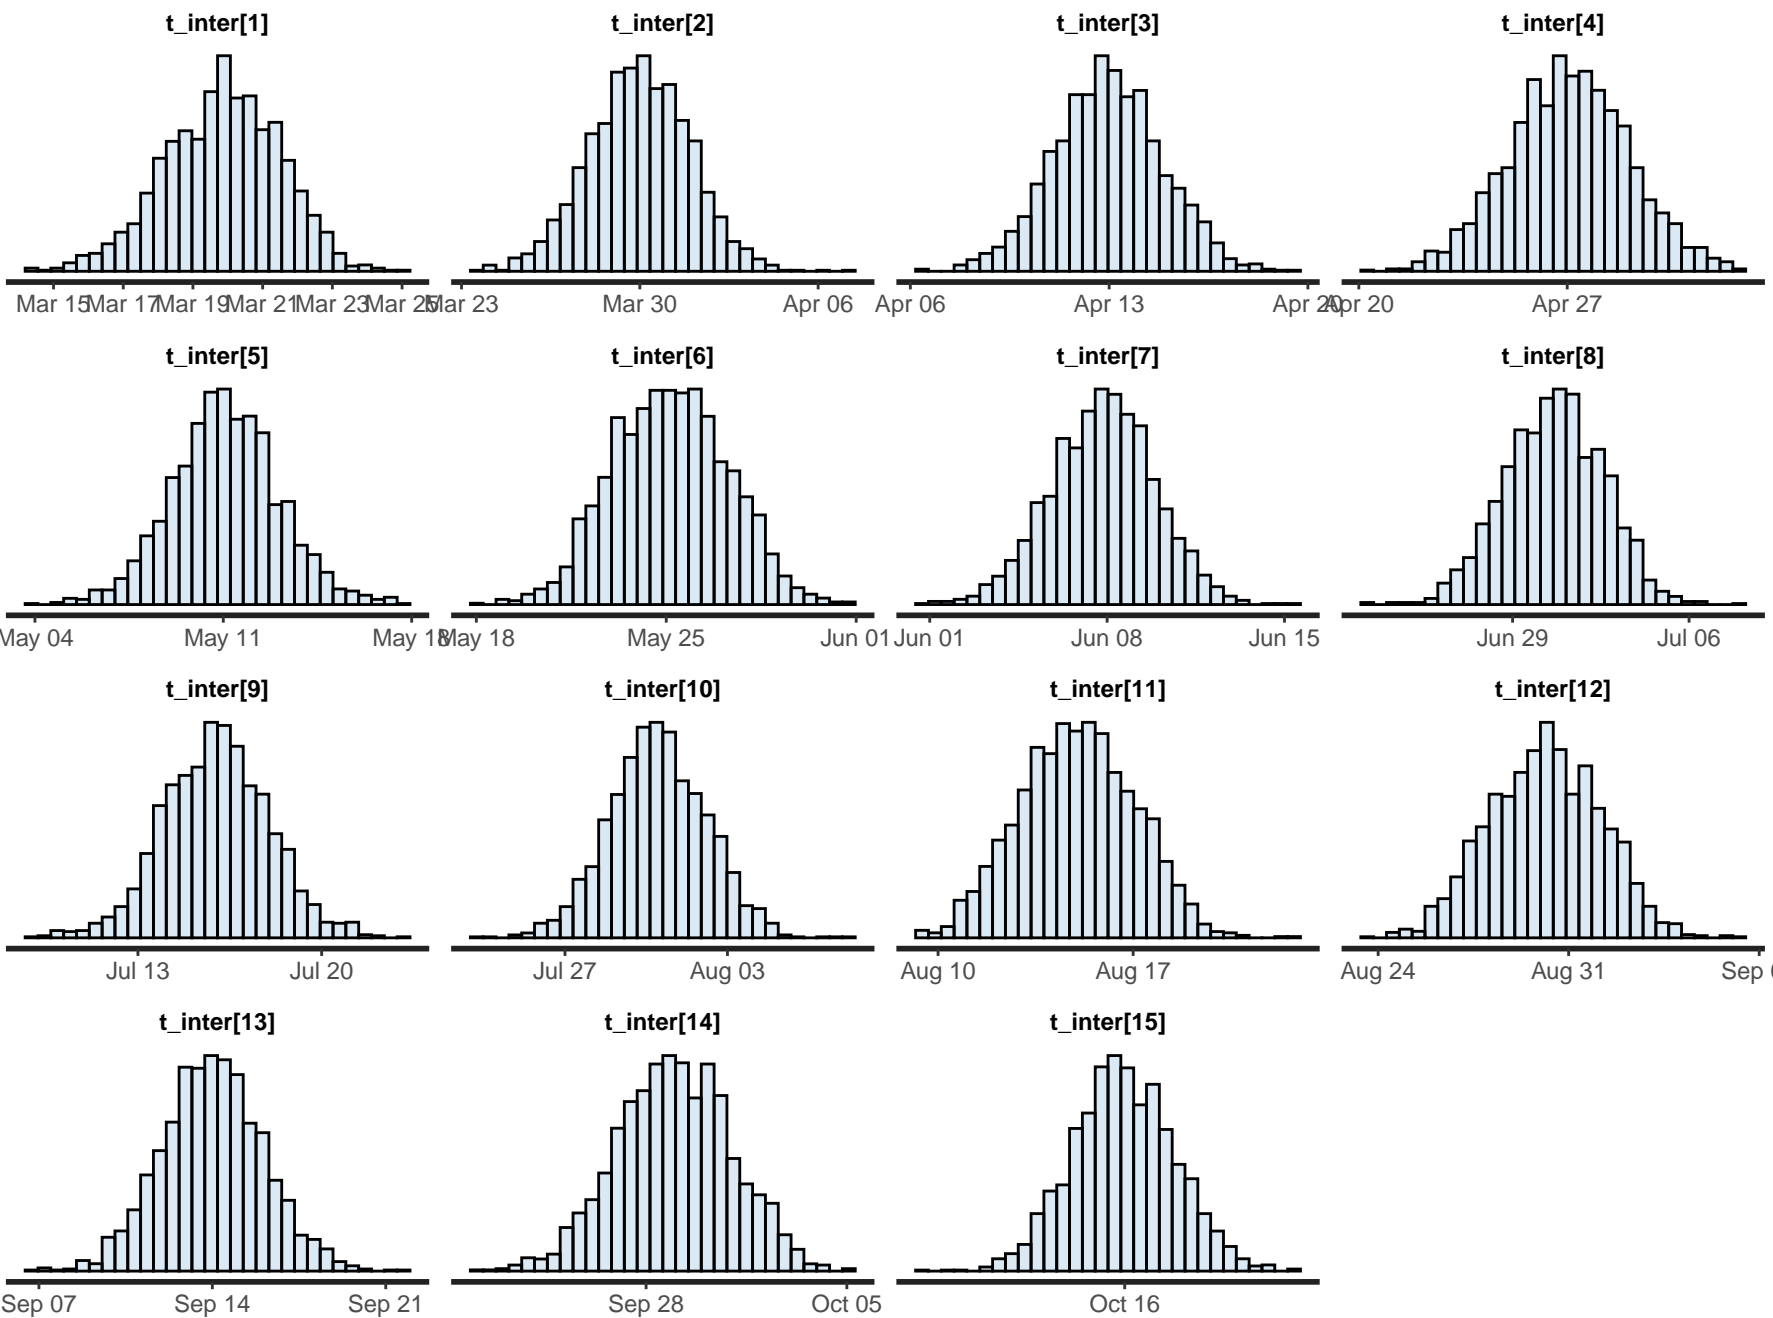 t_inter[1] t_inter[2] t_inter[3] t_inter[4]
Mar 15 Mar 17 Mar 19 Mar 21 Mar 23 Mar 25 Mar 23 Mar 30 Apr 06 Apr 06 Apr 13 Apr 20 Apr 20 Apr 27
t_inter[5] t_inter[6] t_inter[7] t_inter[8]
May 04 May 11 May 18 May 18 May 25 Jun 01 Jun 01 Jun 08 Jun 15 Jun 29 Jul 06
t_inter[9] t_inter[10] t_inter[11] t_inter[12]
Jul 13 Jul 20 Jul 27 Aug 03 Aug 10 Aug 17 Aug 24 Aug 31 Sep
t_inter[13] t_inter[14] t_inter[15]
Sep 07 Sep 14 Sep 21 Sep 28 Oct 05 Oct 16